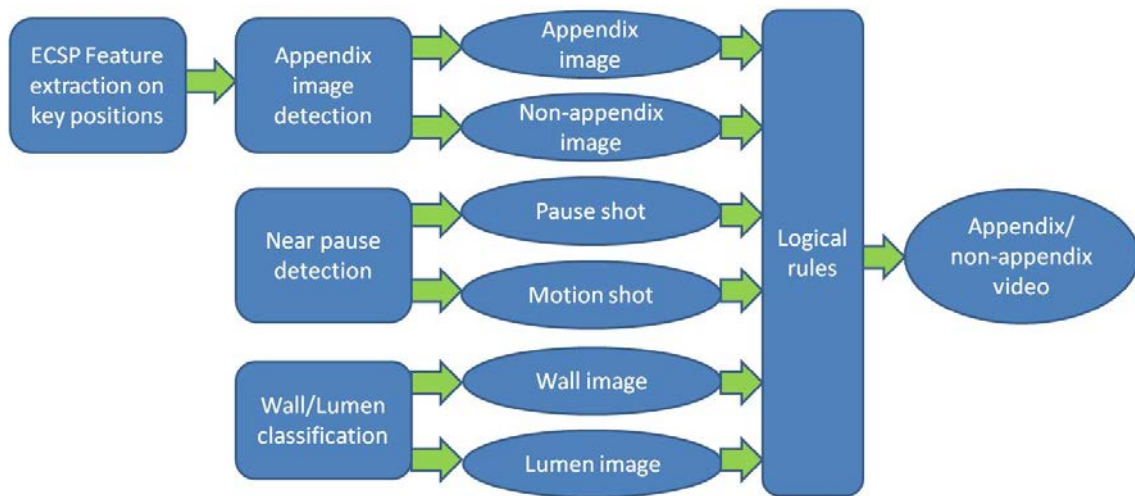 ECSP Feature
extraction on
key positions
Appendix
image
detection
Appendix
image
Non-appendix
image
Near pause
detection
Pause shot
Motion shot
Wall/Lumen
classification
Wall image
Lumen image
Logical
rules
Appendix/
non-appendix
video